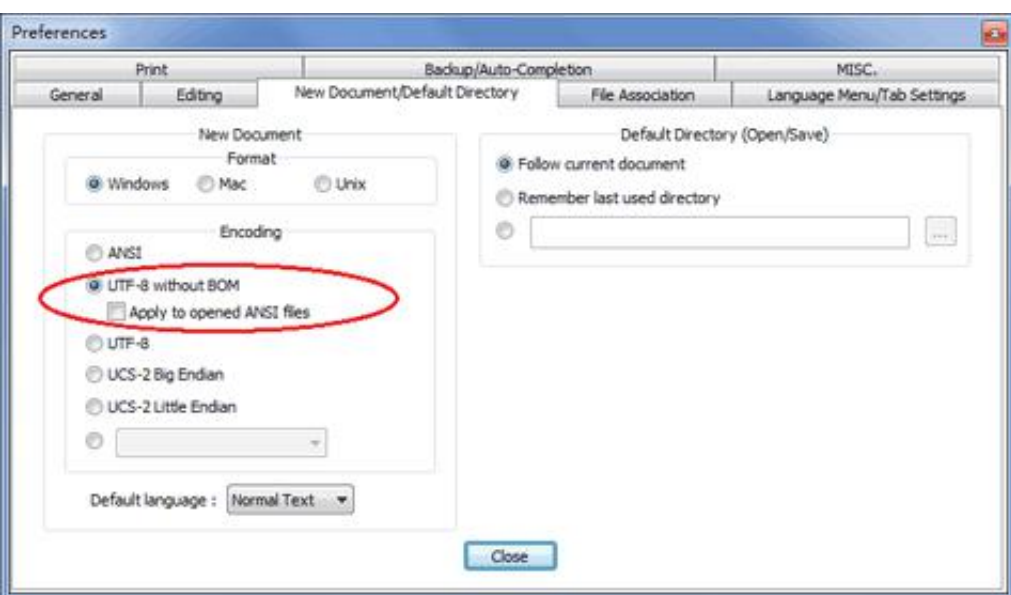 Preferences
Print Backup/Auto-Completion MISC.
General Editing New Document/Default Directory File Association Language Menu/Tab Settings
New Document
Format
Windows Mac Unix
Encoding
ANSI
UTF-8 without BOM
Apply to opened ANSI files
UTF-8
UCS-2 Big Endian
UCS-2 Little Endian
Default language : Normal Text
Default Directory (Open/Save)
Follow current document
Remember last used directory
...
Close